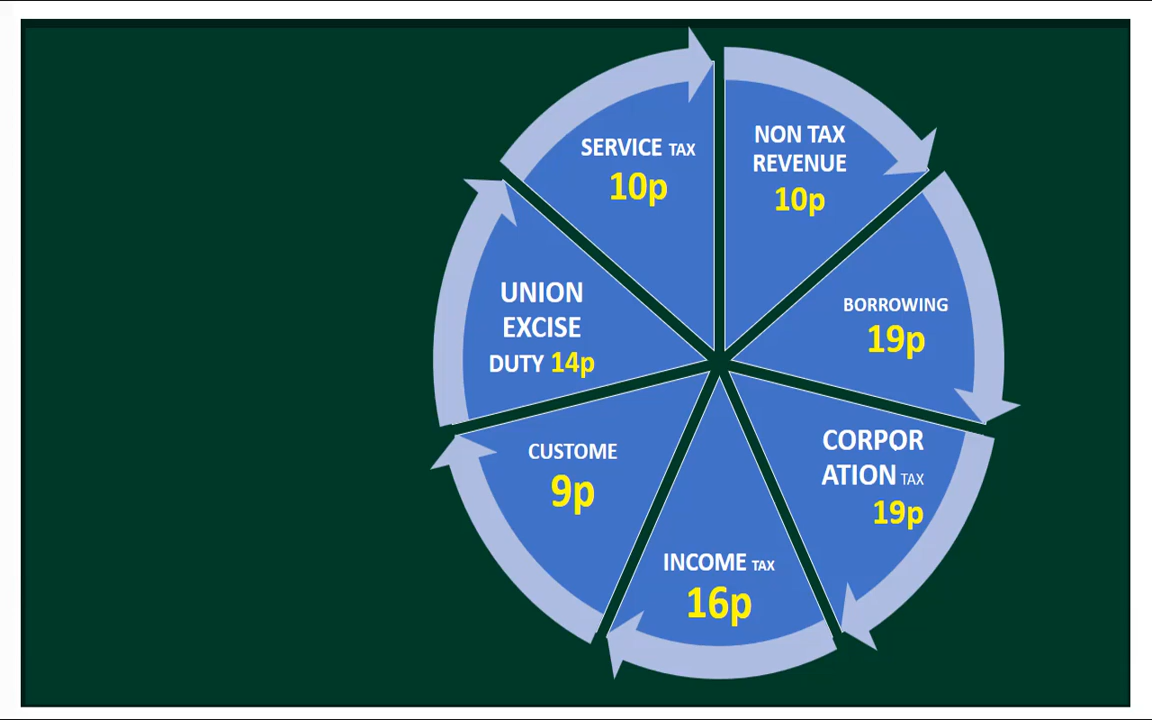 SERVICE TAX
10p
NON TAX
REVENUE
10p
BORROWING
19p
CORPOR
ATION TAX
19p
INCOME TAX
16p
CUSTOME
9p
UNION
EXCISE
DUTY 14p